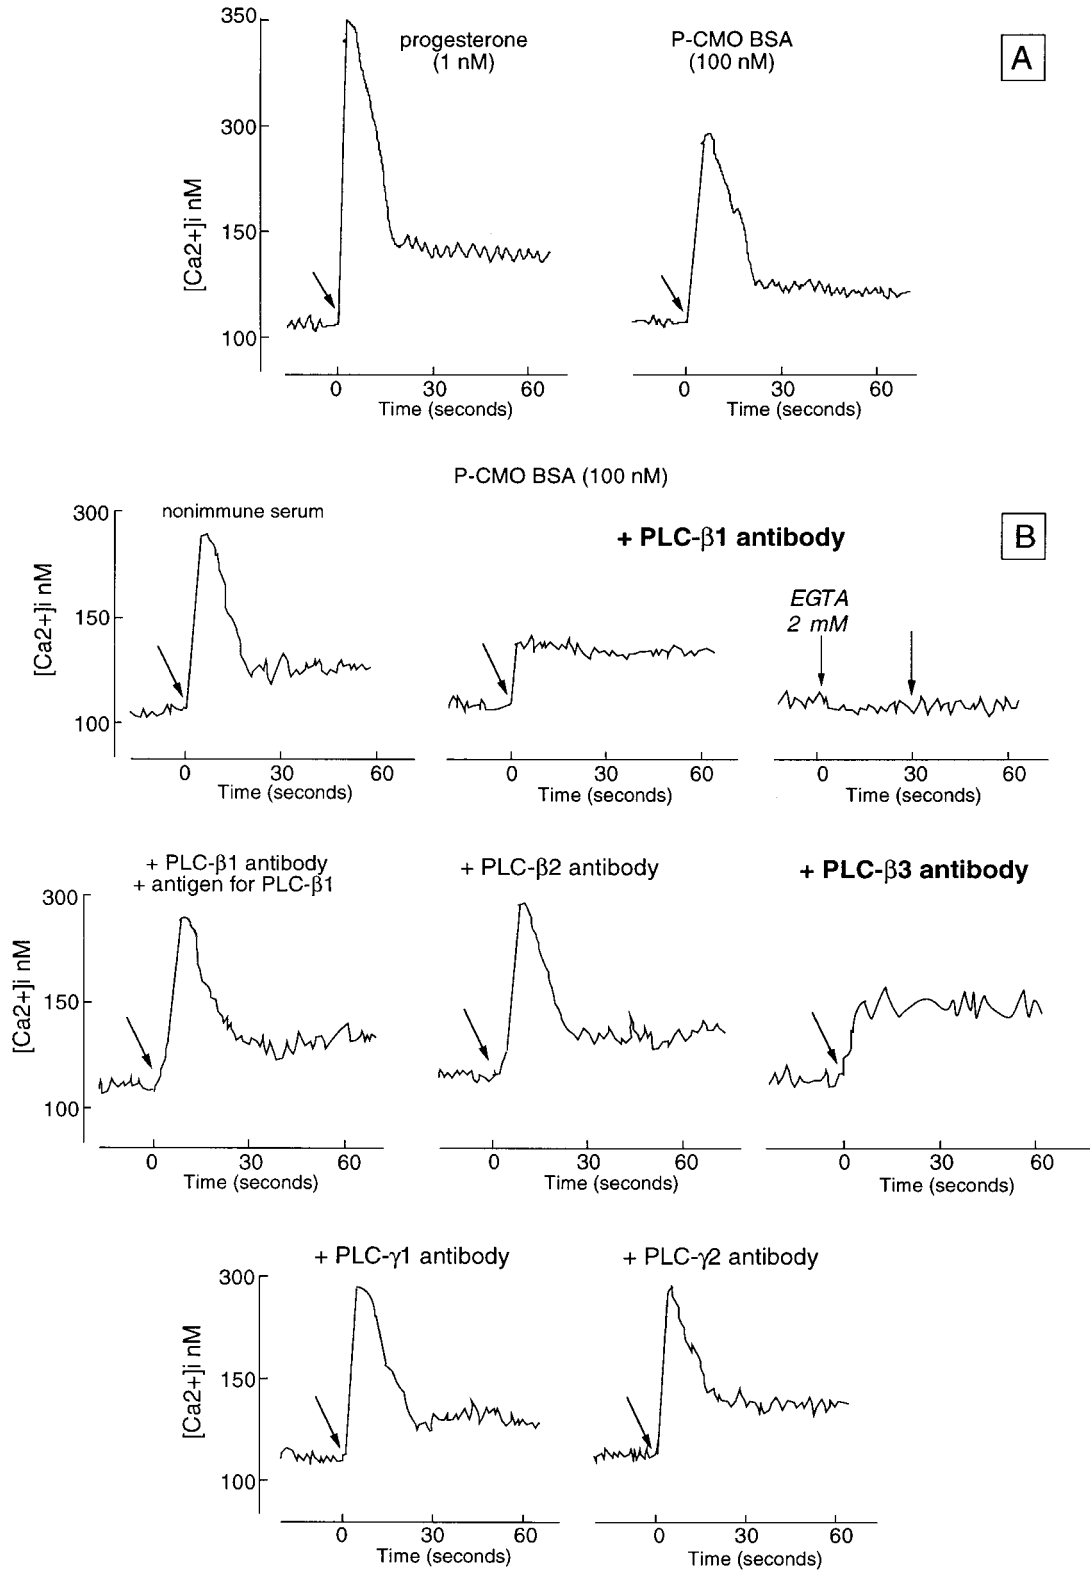 350
progesterone
(1 nM)
P-CMO BSA
(100 nM)
A
300
[Ca2+]i nM
150
100
0 30 60
Time (seconds)
0 30 60
Time (seconds)
P-CMO BSA (100 nM)
300
nonimmune serum
+ PLC-β1 antibody
B
[Ca2+]i nM
150
EGTA
2 mM
100
0 30 60
Time (seconds)
0 30 60
Time (seconds)
0 30 60
Time (seconds)
+ PLC-β1 antibody
+ antigen for PLC-β1
+ PLC-β2 antibody
+ PLC-β3 antibody
300
[Ca2+]i nM
150
100
0 30 60
Time (seconds)
0 30 60
Time (seconds)
0 30 60
Time (seconds)
+ PLC-γ1 antibody
+ PLC-γ2 antibody
300
[Ca2+]i nM
150
100
0 30 60
Time (seconds)
0 30 60
Time (seconds)